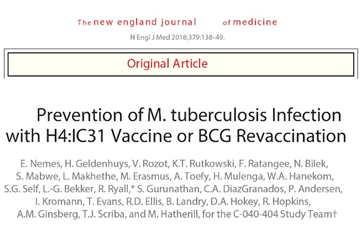 The new england journal of medicine
N Engl J Med 2018;379:138-49.
Original Article
Prevention of M. tuberculosis Infection
with H4:IC31 Vaccine or BCG Revaccination
E. Nemes, H. Geldenhuys, V. Rozot, K.T. Rutkowski, F. Ratangee, N. Bilek,
S. Mabwe, L. Makhethe, M. Erasmus, A. Toefy, H. Mulenga, W.A. Hanekom,
S.G. Self, L.-G. Bekker, R. Ryall,* S. Gurunathan, C.A. DiazGranados, P. Andersen,
I. Kromann, T. Evans, R.D. Ellis, B. Landry, D.A. Hokey, R. Hopkins,
A.M. Ginsberg, T.J. Scriba, and M. Hatherill, for the C-040-404 Study Team†